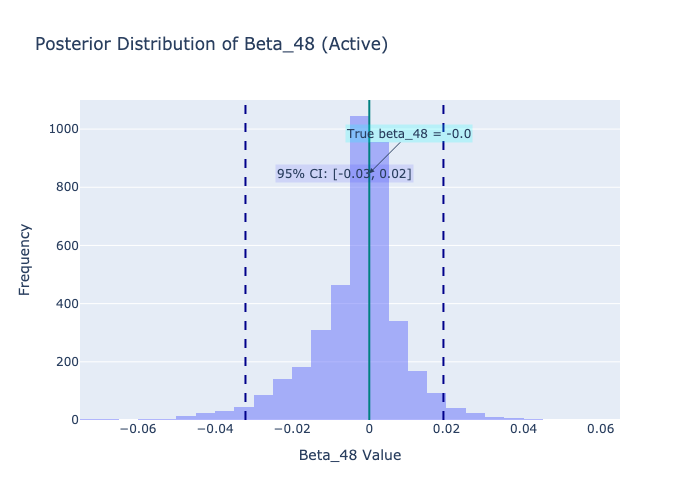 Posterior Distribution of Beta_48 (Active)
True beta_48 = -0.0
95% CI: [-0.03, 0.02]
Frequency
1000
800
600
400
200
0
−0.06
−0.04
−0.02
0
0.02
0.04
0.06
Beta_48 Value